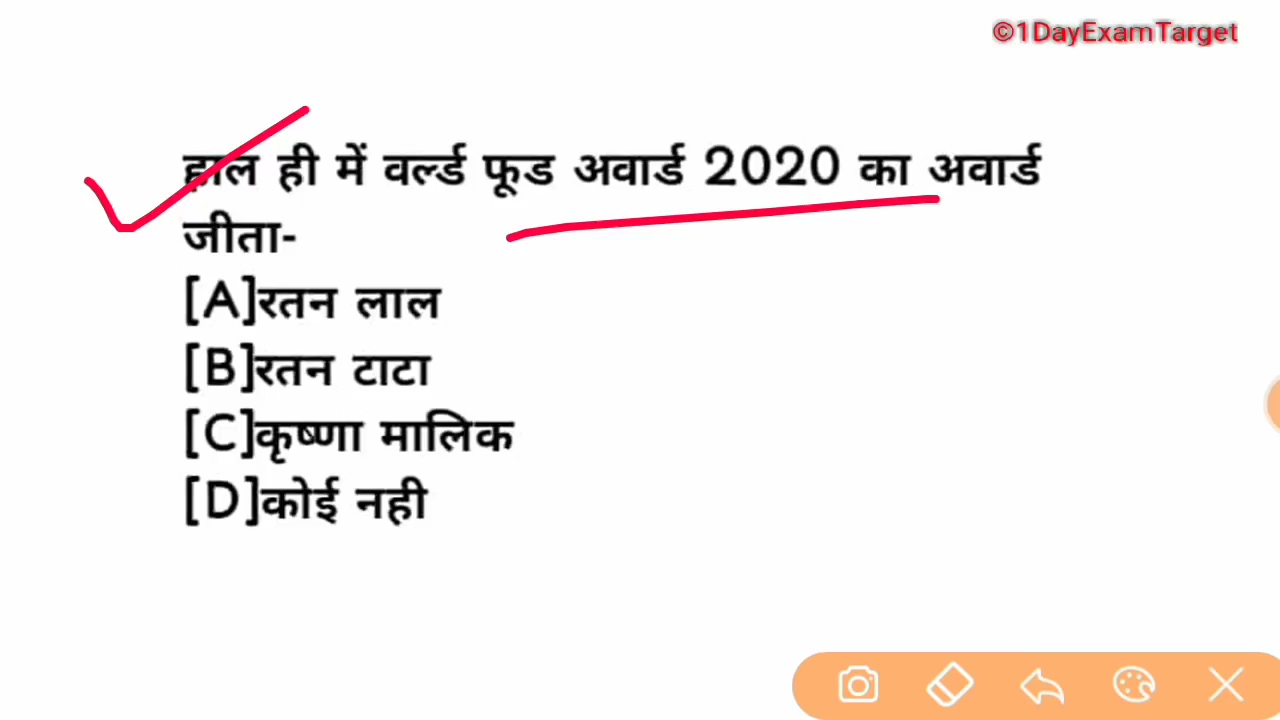 ©1DayExamTarget
हाल ही में वर्ल्ड फूड अवार्ड 2020 का अवार्ड
जीता-
[A]रतन लाल
[B]रतन टाटा
[C]कृष्णा मालिक
[D]कोई नही